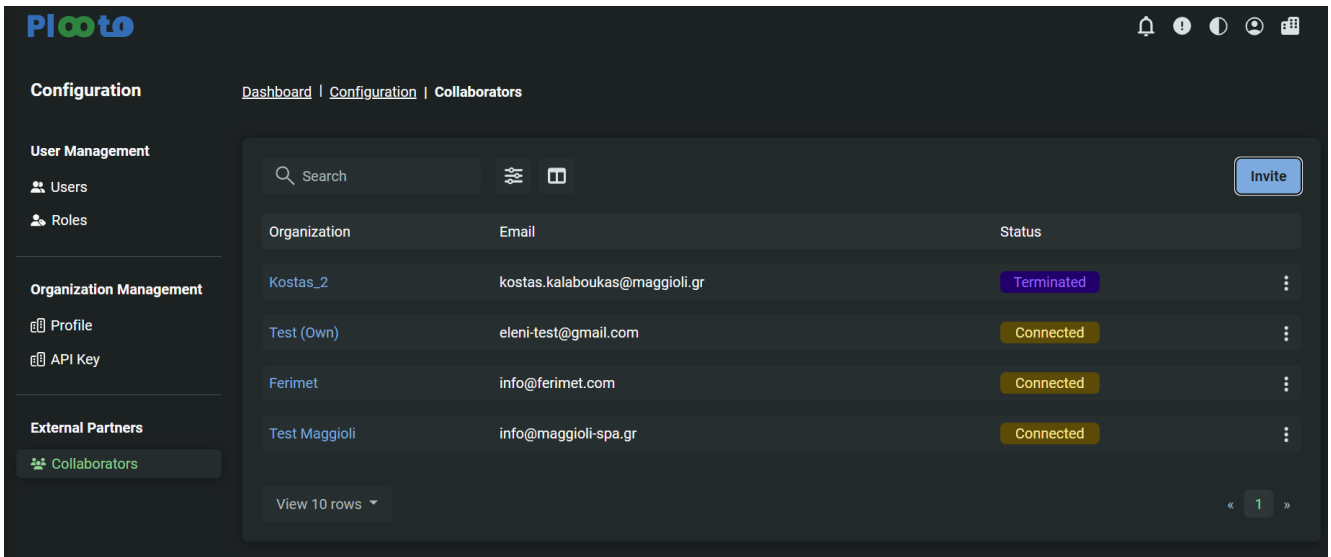 Plooto
Configuration
Dashboard | Configuration | Collaborators
User Management
Users
Roles
Organization Management
Profile
API Key
External Partners
Collaborators
Search
Invite
Organization Email Status
Kostas_2 kostas.kalaboukas@maggioli.gr Terminated
Test (Own) eleni-test@gmail.com Connected
Ferimet info@ferimet.com Connected
Test Maggioli info@maggioli-spa.gr Connected
View 10 rows
« 1 »